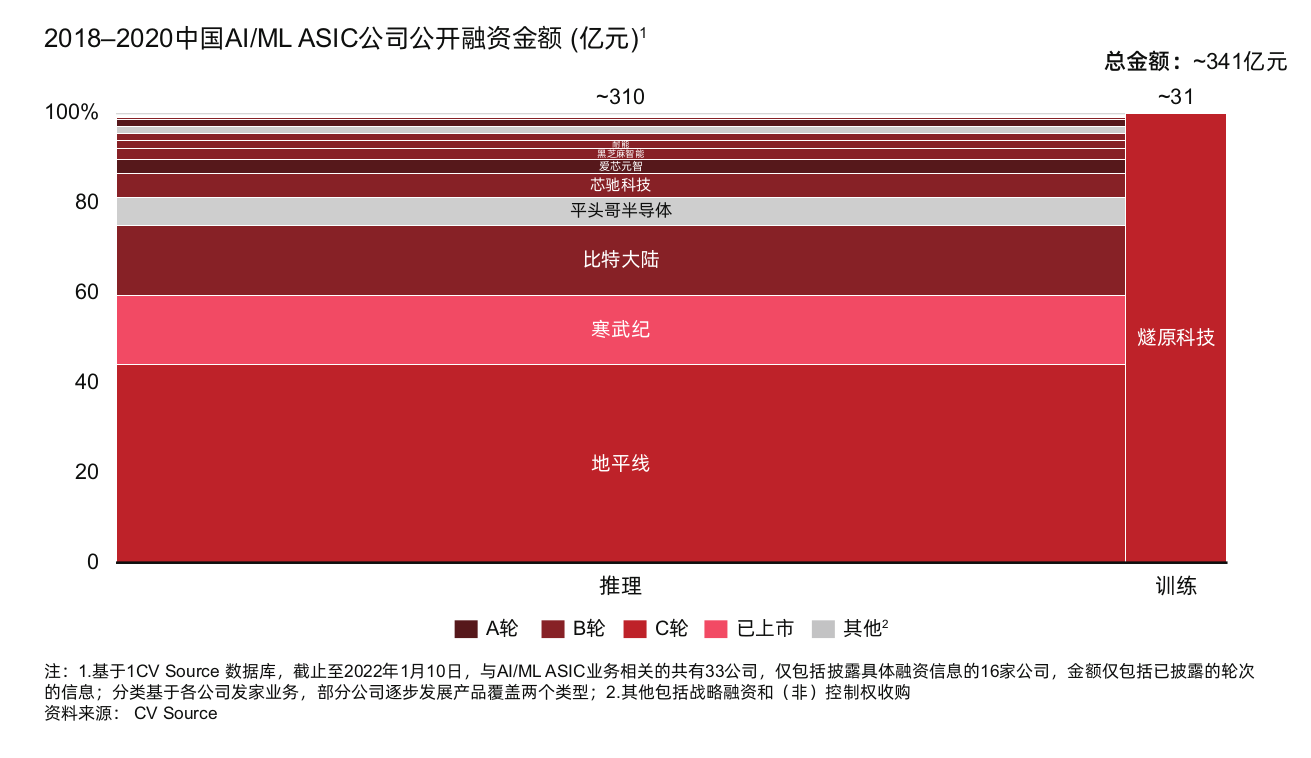 2018–2020中国AI/ML ASIC公司公开融资金额 (亿元)1
总金额：~341亿元
~310
~31
100%
80
60
40
20
0
耐能
黑芝麻智能
爱芯元智
芯驰科技
平头哥半导体
比特大陆
寒武纪
地平线
燧原科技
推理
训练
A轮
B轮
C轮
已上市
其他2
注：1.基于1CV Source 数据库，截止至2022年1月10日，与AI/ML ASIC业务相关的共有33公司，仅包括披露具体融资信息的16家公司，金额仅包括已披露的轮次
的信息；分类基于各公司发家业务，部分公司逐步发展产品覆盖两个类型；2.其他包括战略融资和（非）控制权收购
资料来源： CV Source